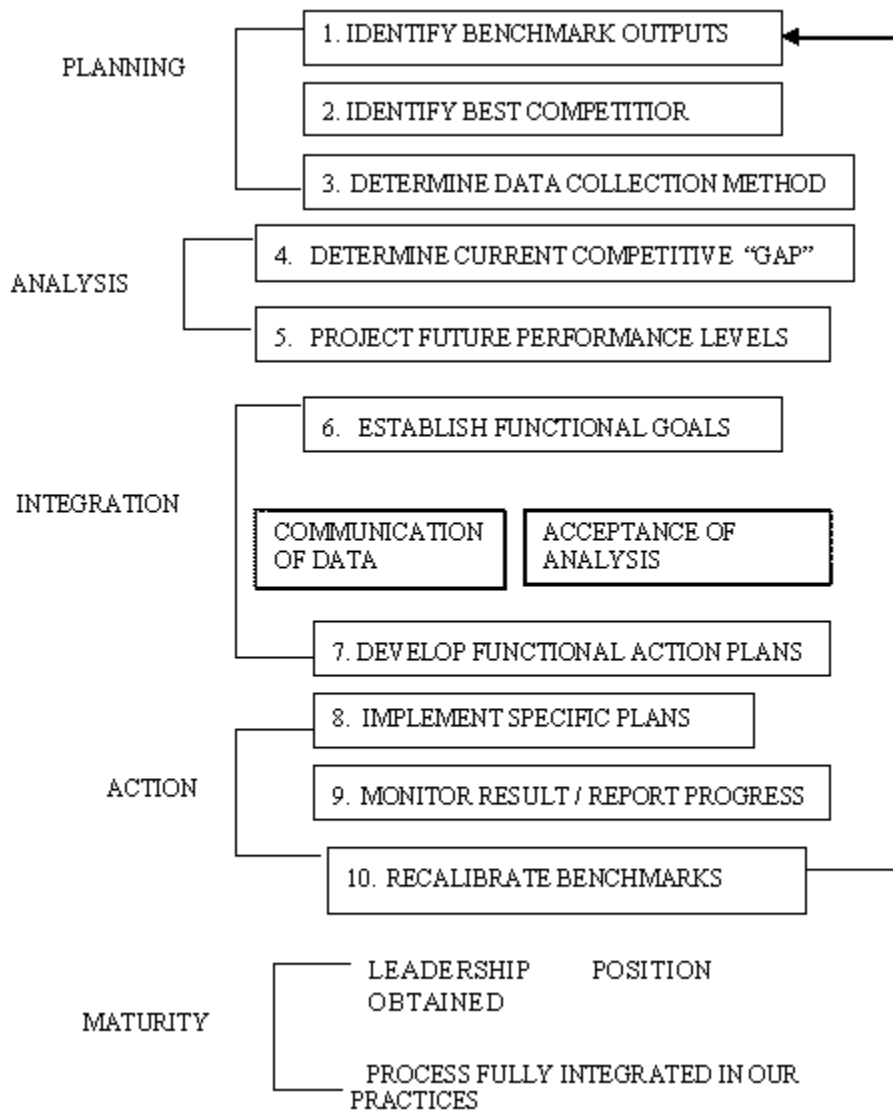 1. IDENTIFY BENCHMARK OUTPUTS
PLANNING
2. IDENTIFY BEST COMPETITIOR
3. DETERMINE DATA COLLECTION METHOD
4. DETERMINE CURRENT COMPETITIVE “GAP”
ANALYSIS
5. PROJECT FUTURE PERFORMANCE LEVELS
6. ESTABLISH FUNCTIONAL GOALS
INTEGRATION
COMMUNICATION
OF DATA
ACCEPTANCE OF
ANALYSIS
7. DEVELOP FUNCTIONAL ACTION PLANS
8. IMPLEMENT SPECIFIC PLANS
ACTION
9. MONITOR RESULT / REPORT PROGRESS
10. RECALIBRATE BENCHMARKS
LEADERSHIP POSITION
OBTAINED
MATURITY
PROCESS FULLY INTEGRATED IN OUR
PRACTICES